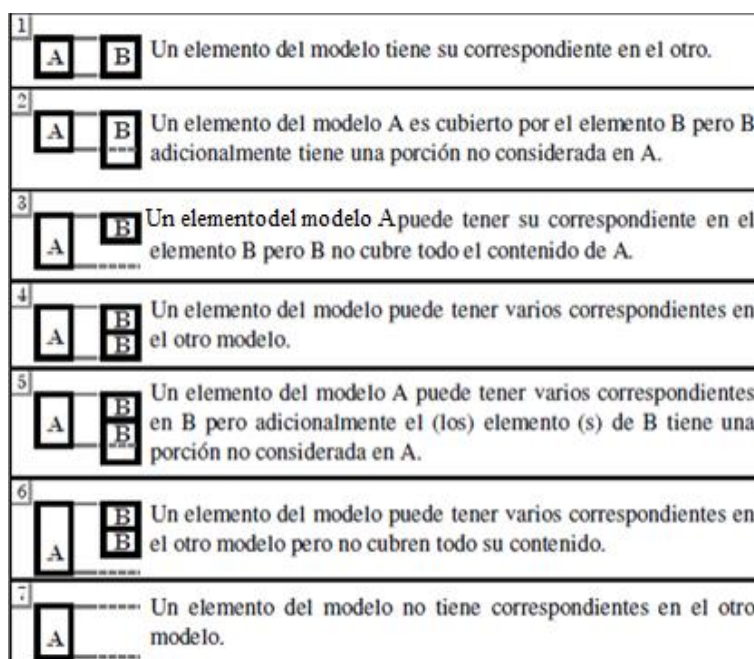 1
A B Un elemento del modelo tiene su correspondiente en el otro.
2
A B Un elemento del modelo A es cubierto por el elemento B pero B
adicionalmente tiene una porción no considerada en A.
3
B Un elemento del modelo A puede tener su correspondiente en el
A elemento B pero B no cubre todo el contenido de A.
4
B Un elemento del modelo puede tener varios correspondientes en
A B el otro modelo.
5
B Un elemento del modelo A puede tener varios correspondientes
A B en B pero adicionalmente el (los) elemento (s) de B tiene una
porción no considerada en A.
6
B Un elemento del modelo puede tener varios correspondientes en
A B el otro modelo pero no cubren todo su contenido.
7
Un elemento del modelo no tiene correspondientes en el otro
A modelo.